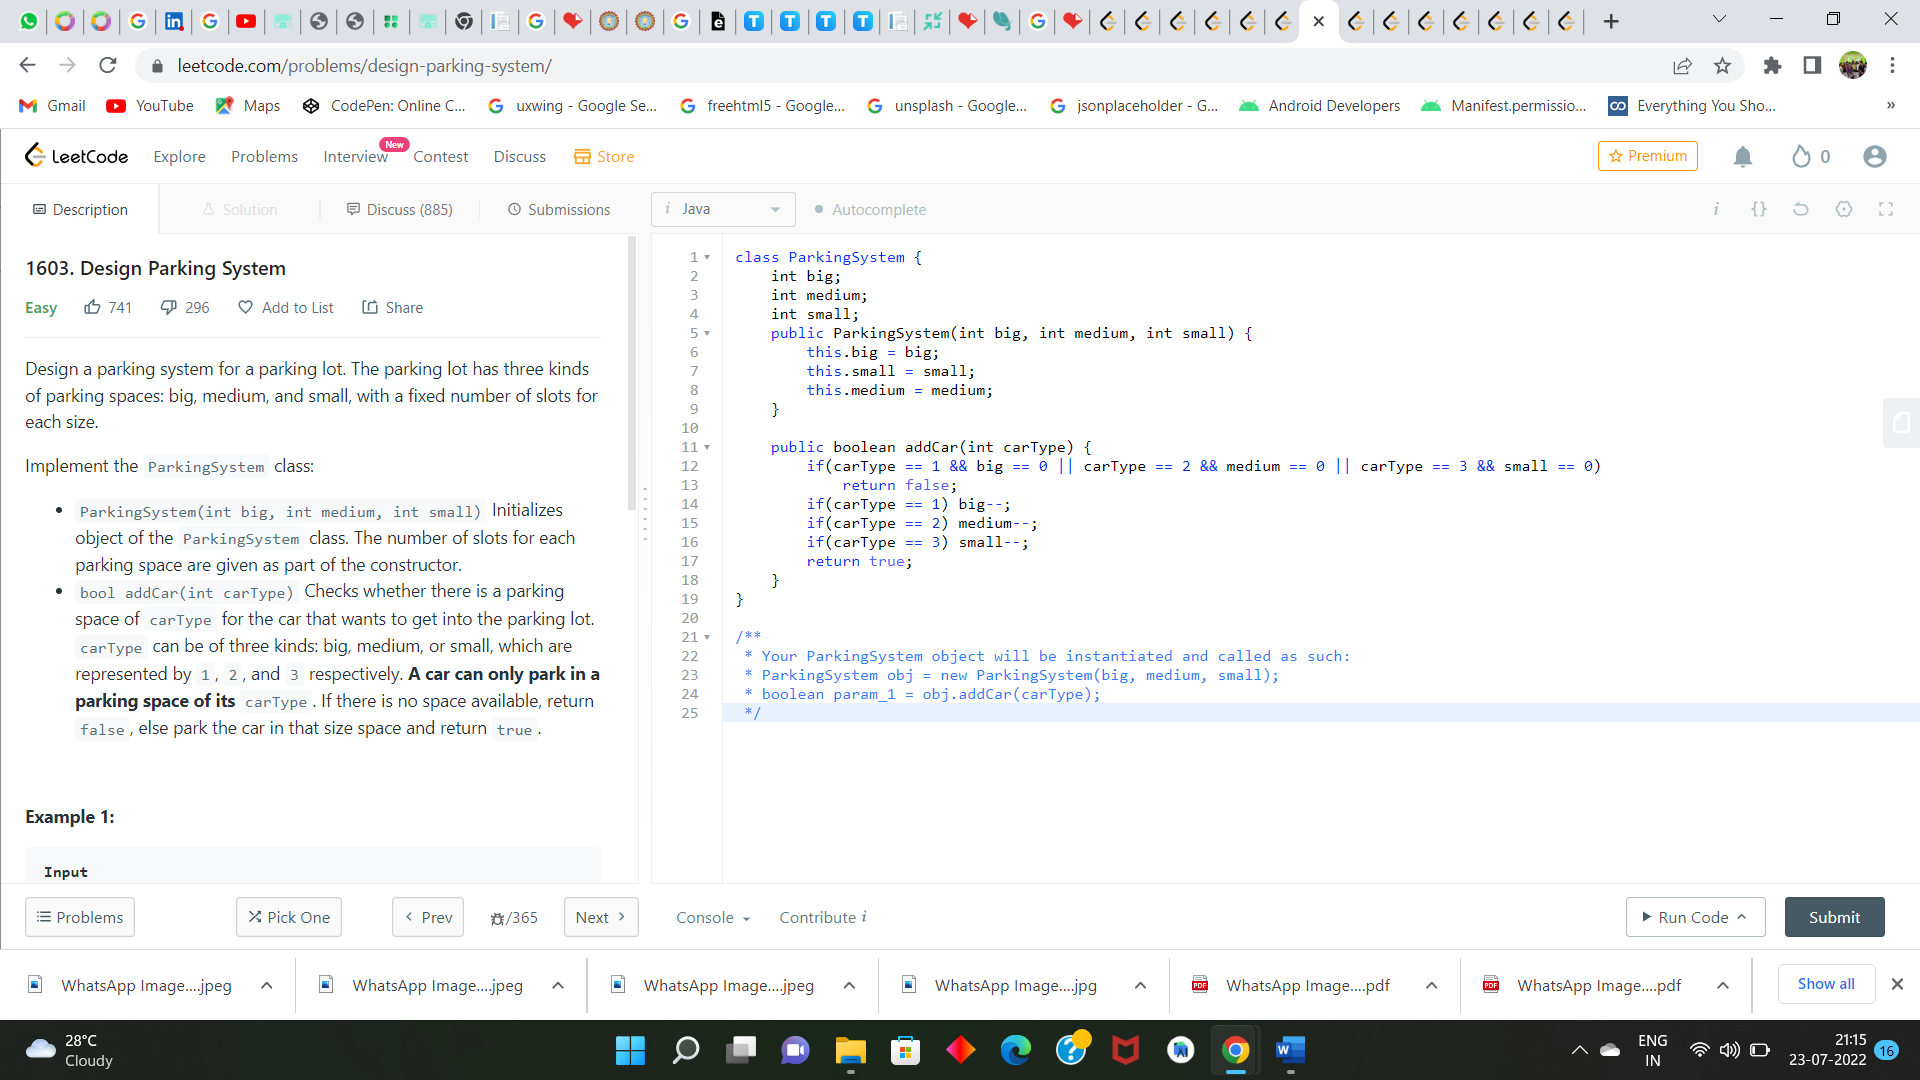 leetcode.com/problems/design-parking-system/
Gmail YouTube Maps CodePen: Online C... uxwing - Google Se... freehtml5 - Google... unsplash - Google... jsonplaceholder - G... Android Developers Manifest.permissio... Everything You Sho... »
LeetCode Explore Problems Interview New Contest Discuss Store Premium 0
Description Solution Discuss (885) Submissions i Java Autocomplete i {}
1603. Design Parking System
Easy 741 296 Add to List Share
Design a parking system for a parking lot. The parking lot has three kinds
of parking spaces: big, medium, and small, with a fixed number of slots for
each size.
Implement the ParkingSystem class:
• ParkingSystem(int big, int medium, int small) Initializes
object of the ParkingSystem class. The number of slots for each
parking space are given as part of the constructor.
• bool addCar(int carType) Checks whether there is a parking
space of carType for the car that wants to get into the parking lot.
carType can be of three kinds: big, medium, or small, which are
represented by 1, 2, and 3 respectively. A car can only park in a
parking space of its carType. If there is no space available, return
false, else park the car in that size space and return true.
Example 1:
Input
1 class ParkingSystem {
2 int big;
3 int medium;
4 int small;
5 public ParkingSystem(int big, int medium, int small) {
6 this.big = big;
7 this.small = small;
8 this.medium = medium;
9 }
10
11 public boolean addCar(int carType) {
12 if(carType == 1 && big == 0 || carType == 2 && medium == 0 || carType == 3 && small == 0)
13 return false;
14 if(carType == 1) big--;
15 if(carType == 2) medium--;
16 if(carType == 3) small--;
17 return true;
18 }
19 }
20
21 /**
22 * Your ParkingSystem object will be instantiated and called as such:
23 * ParkingSystem obj = new ParkingSystem(big, medium, small);
24 * boolean param_1 = obj.addCar(carType);
25 */
Problems Pick One Prev /365 Next Console Contribute i Run Code Submit
WhatsApp Image....jpeg WhatsApp Image....jpeg WhatsApp Image....jpeg WhatsApp Image....jpg WhatsApp Image....pdf WhatsApp Image....pdf Show all
28°C
Cloudy
ENG
IN
21:15
23-07-2022
16